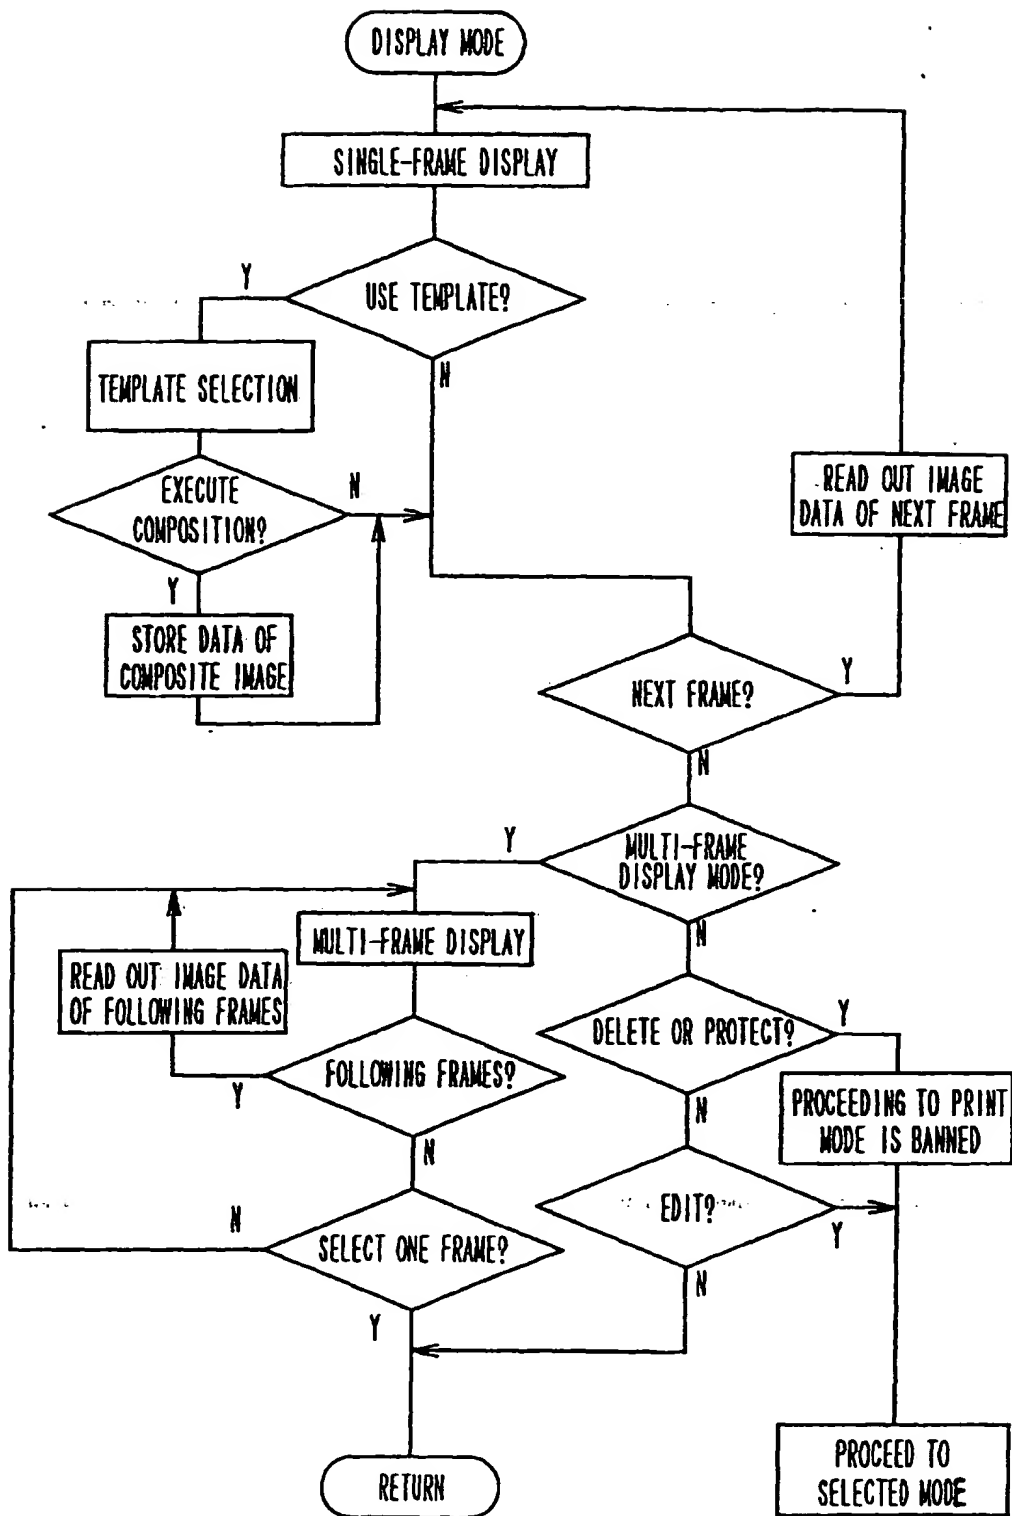 DISPLAY MODE
SINGLE-FRAME DISPLAY
Y
USE TEMPLATE?
N
TEMPLATE SELECTION
EXECUTE
COMPOSITION?
N
Y
STORE DATA OF
COMPOSITE IMAGE
READ OUT IMAGE
DATA OF NEXT FRAME
NEXT FRAME?
Y
N
MULTI-FRAME
DISPLAY MODE?
Y
N
MULTI-FRAME DISPLAY
READ OUT IMAGE DATA
OF FOLLOWING FRAMES
FOLLOWING FRAMES?
Y
N
DELETE OR PROTECT?
Y
N
PROCEEDING TO PRINT
MODE IS BANNED
EDIT?
Y
N
SELECT ONE FRAME?
N
Y
RETURN
PROCEED TO
SELECTED MODE